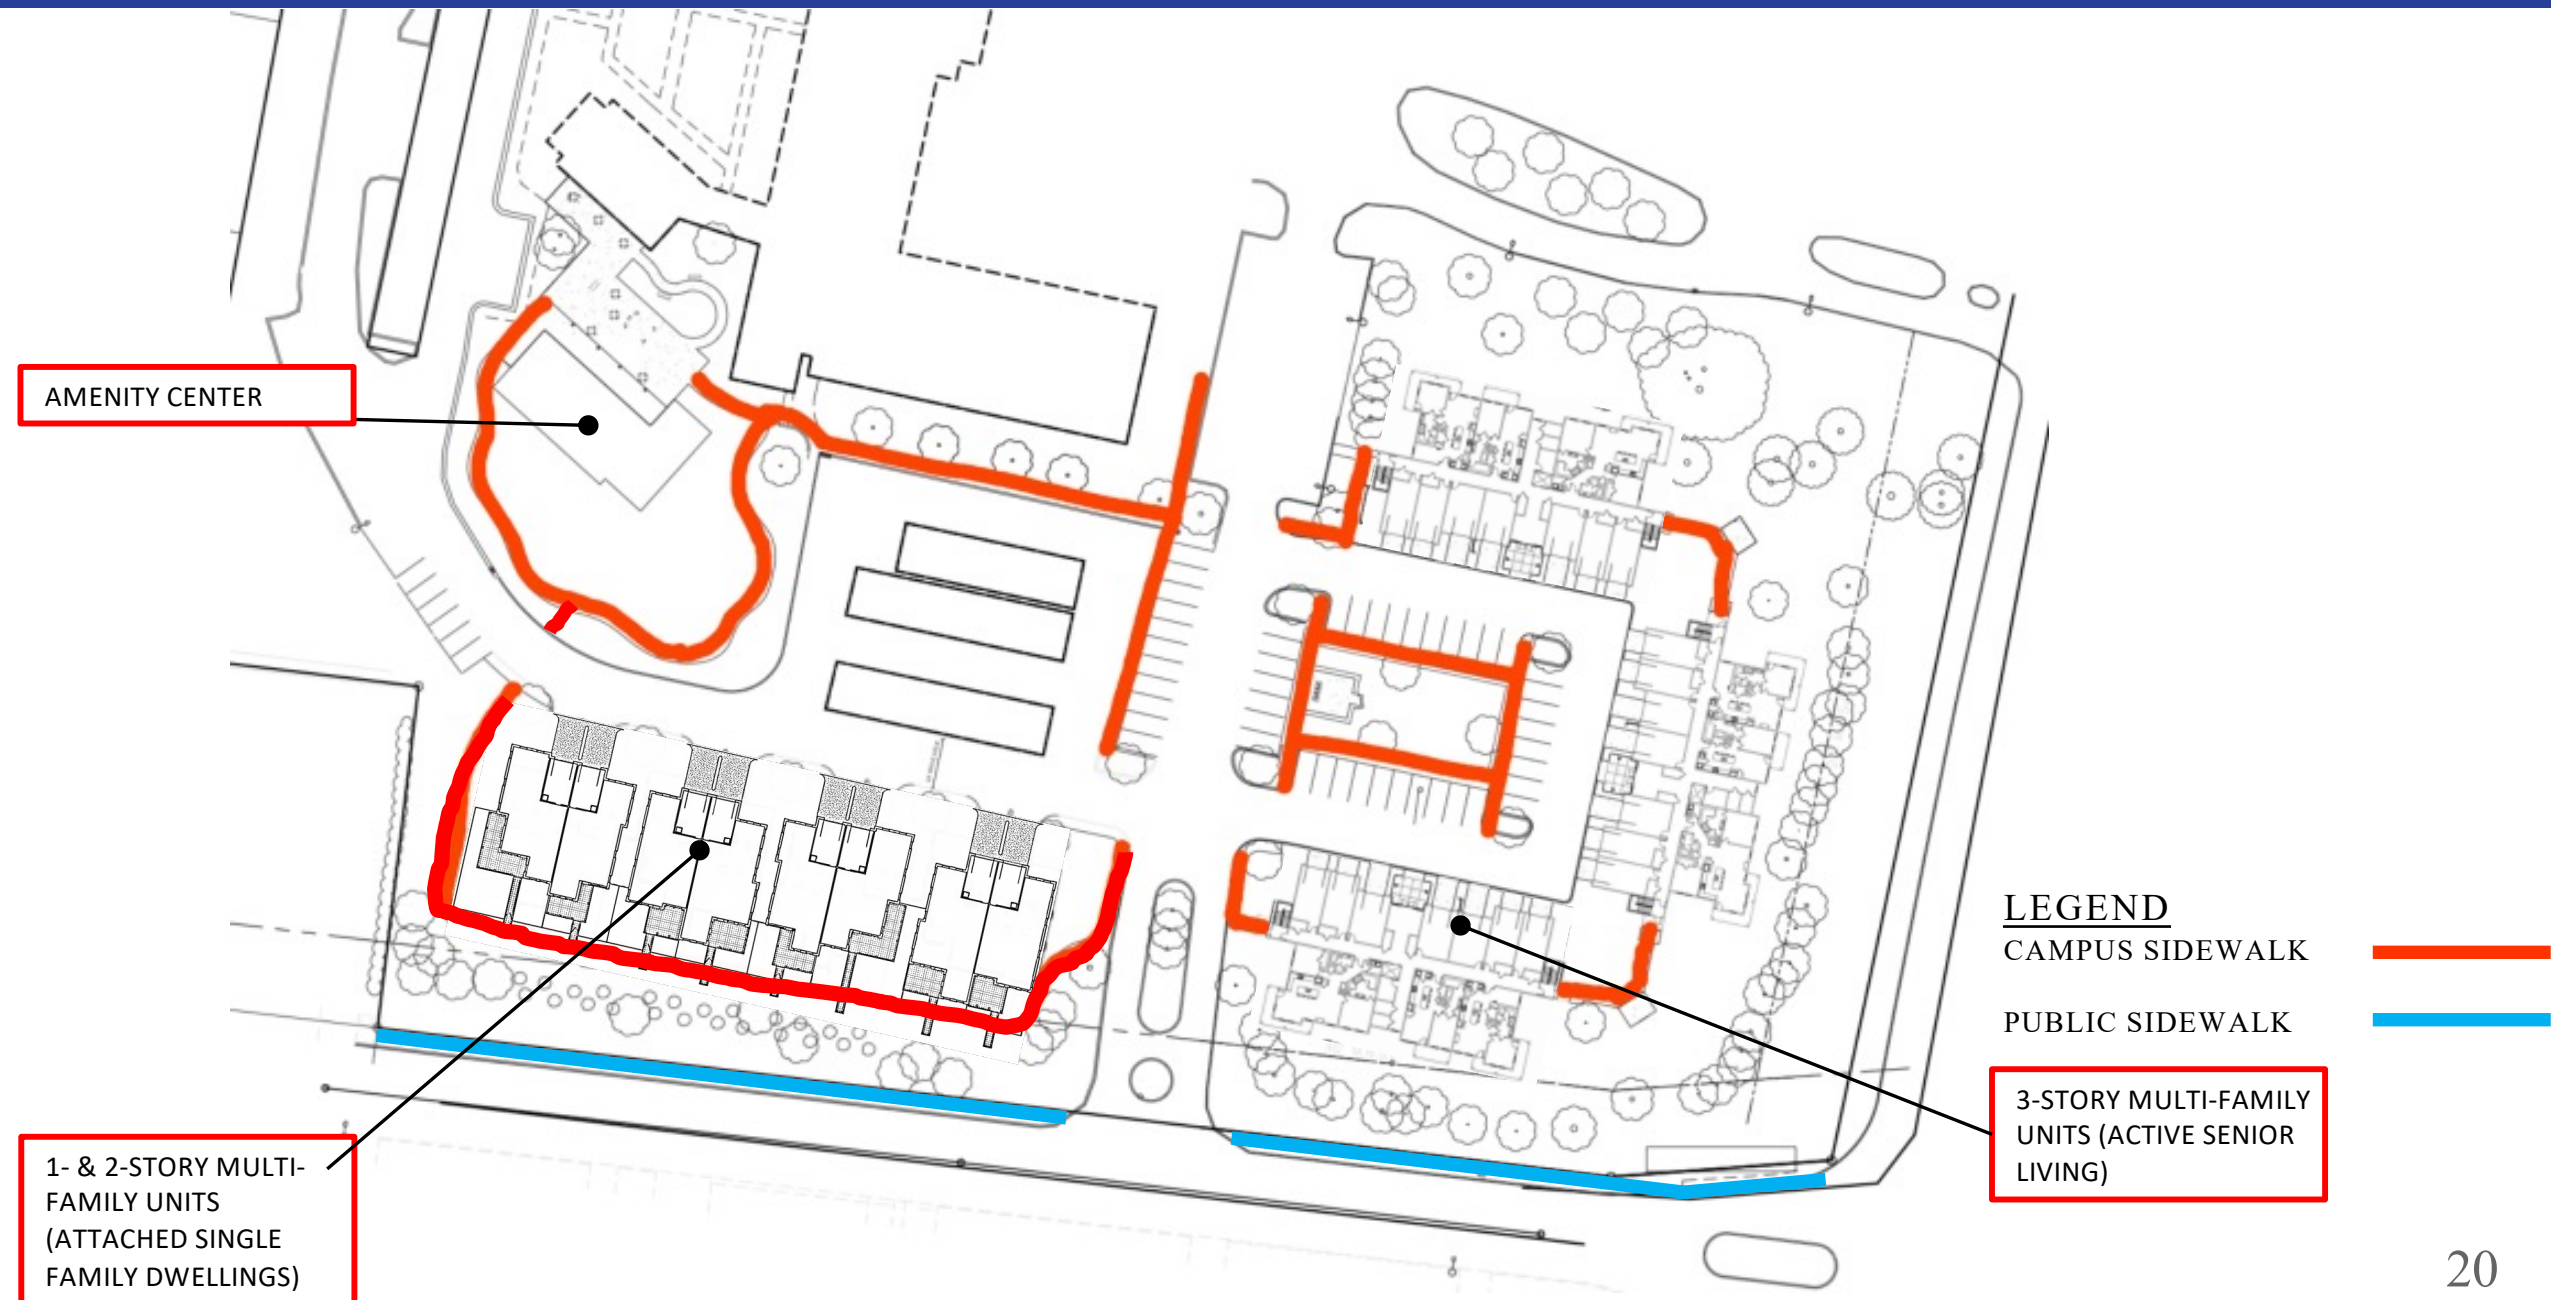 AMENITY CENTER
LEGEND
CAMPUS SIDEWALK
PUBLIC SIDEWALK
3-STORY MULTI-FAMILY
UNITS (ACTIVE SENIOR
LIVING)
1- & 2-STORY MULTI-
FAMILY UNITS
(ATTACHED SINGLE
FAMILY DWELLINGS)
20